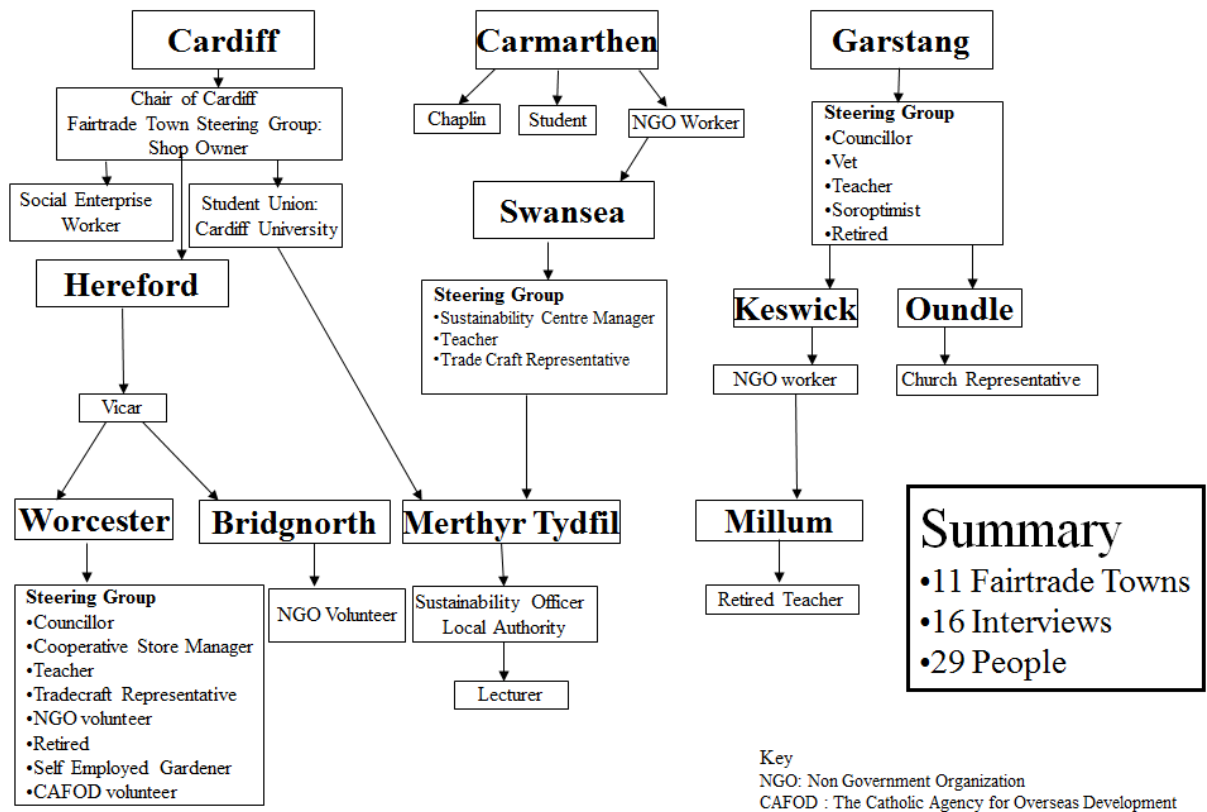 Cardiff
Chair of Cardiff
Fairtrade Town Steering Group:
Shop Owner
Social Enterprise
Worker
Student Union:
Cardiff University
Hereford
Vicar
Worcester
Steering Group
•Councillor
•Cooperative Store Manager
•Teacher
•Tradecraft Representative
•NGO volunteer
•Retired
•Self Employed Gardener
•CAFOD volunteer
Bridgnorth
NGO Volunteer
Carmarthen
Chaplin
Student
NGO Worker
Swansea
Steering Group
•Sustainability Centre Manager
•Teacher
•Trade Craft Representative
Merthyr Tydfil
Sustainability Officer
Local Authority
Lecturer
Garstang
Steering Group
•Councillor
•Vet
•Teacher
•Soroptimist
•Retired
Keswick
NGO worker
Oundle
Church Representative
Millum
Retired Teacher
Summary
•11 Fairtrade Towns
•16 Interviews
•29 People
Key
NGO: Non Government Organization
CAFOD : The Catholic Agency for Overseas Development